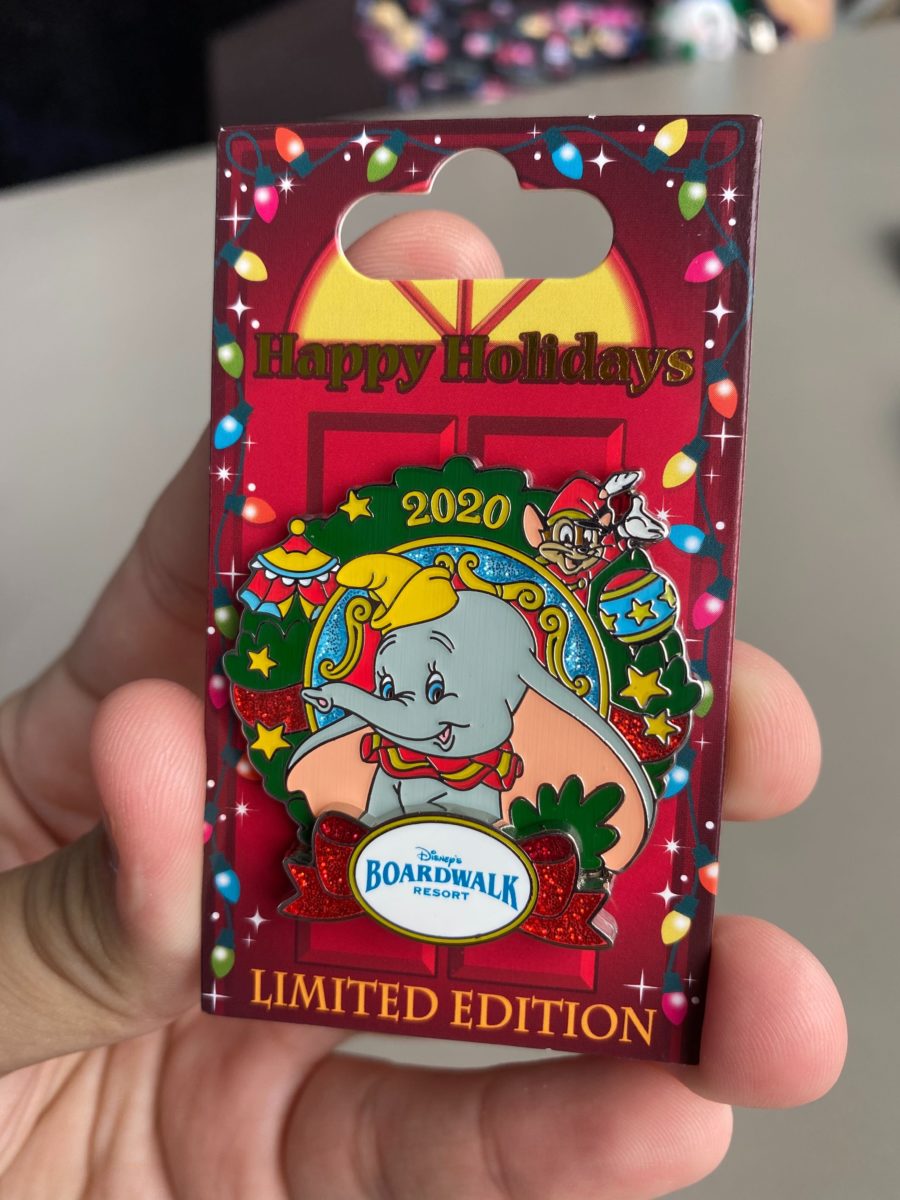 Happy Holidays
2020
Disney's
BOARDWALK
RESORT
LIMITED EDITION